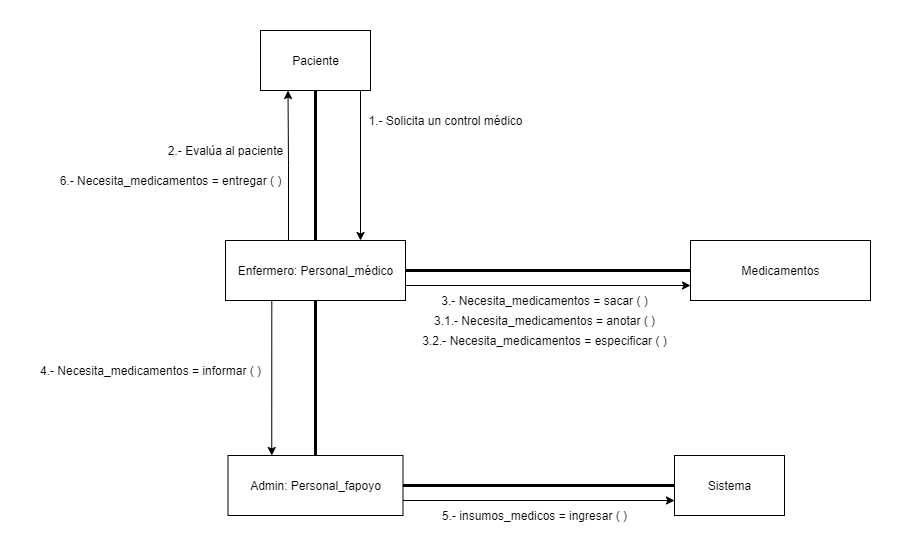 Paciente
1.- Solicita un control médico
2.- Evalúa al paciente
6.- Necesita_medicamentos = entregar ( )
Enfermero: Personal_médico
Medicamentos
3.- Necesita_medicamentos = sacar ( )
3.1.- Necesita_medicamentos = anotar ( )
3.2.- Necesita_medicamentos = especificar ( )
4.- Necesita_medicamentos = informar ( )
Admin: Personal_fapoyo
Sistema
5.- insumos_medicos = ingresar ( )